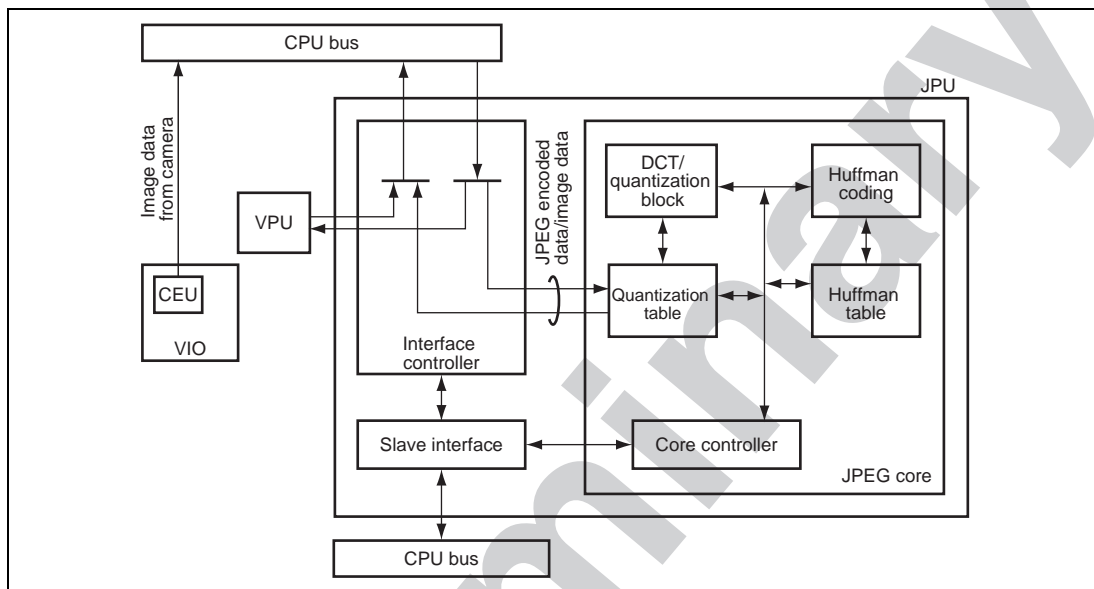 CPU bus
JPU
Image data
from camera
VPU
CEU
VIO
Interface
controller
JPEG encoded
data/image data
DCT/
quantization
block
Huffman
coding
Quantization
table
Huffman
table
Slave interface
Core controller
JPEG core
CPU bus
minary